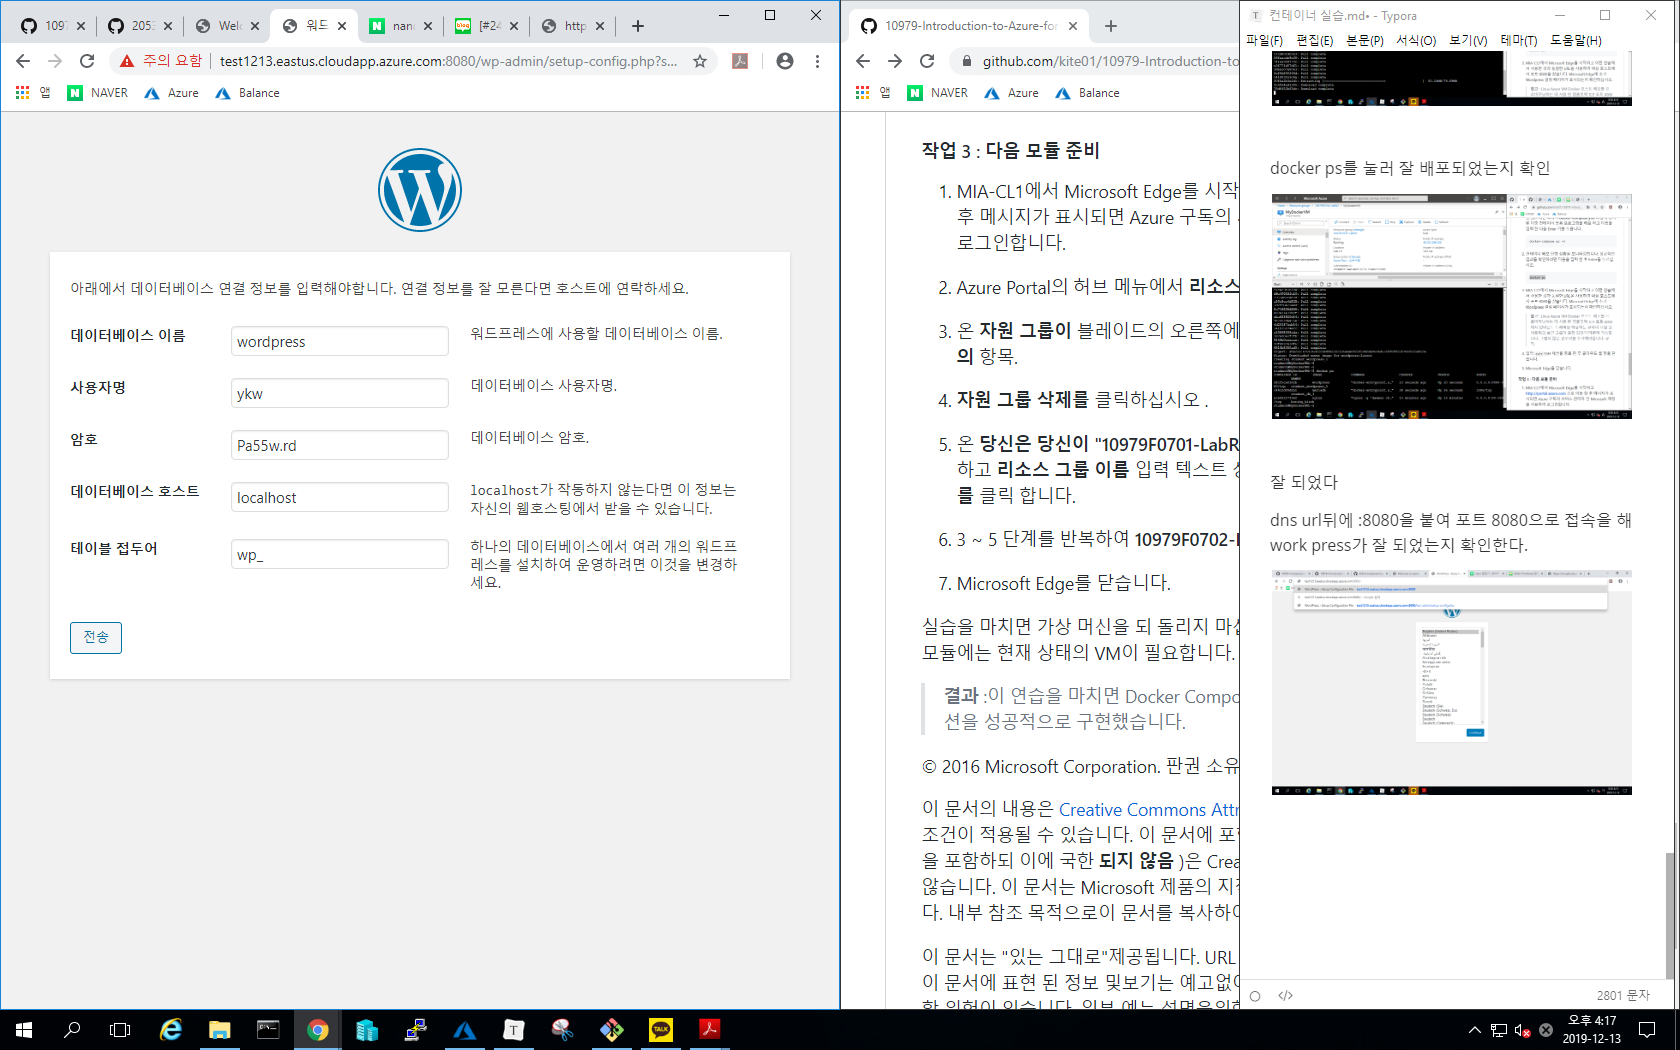 1097
2053
Welc
워드
nanc
[#24
http
주의 요함
test1213.eastus.cloudapp.azure.com:8080/wp-admin/setup-config.php?s...
앱
NAVER
Azure
Balance
아래에서 데이터베이스 연결 정보를 입력해야합니다. 연결 정보를 잘 모른다면 호스트에 연락하세요.
데이터베이스 이름
wordpress
워드프레스에 사용할 데이터베이스 이름.
사용자명
ykw
데이터베이스 사용자명.
암호
Pa55w.rd
데이터베이스 암호.
데이터베이스 호스트
localhost
localhost가 작동하지 않는다면 이 정보는
자신의 웹호스팅에서 받을 수 있습니다.
테이블 접두어
wp_
하나의 데이터베이스에서 여러 개의 워드프
레스를 설치하여 운영하려면 이것을 변경하
세요.
전송
10979-Introduction-to-Azure-for
github.com/kite01/10979-Introduction-to
앱
NAVER
Azure
Balance
작업 3 : 다음 모듈 준비
1. MIA-CL1에서 Microsoft Edge를 시작
후 메시지가 표시되면 Azure 구독의
로그인합니다.
2. Azure Portal의 허브 메뉴에서 리소스
3. 온 자원 그룹이 블레이드의 오른쪽에
의 항목.
4. 자원 그룹 삭제를 클릭하십시오 .
5. 온 당신은 당신이 "10979F0701-LabR
하고 리소스 그룹 이름 입력 텍스트 상
를 클릭 합니다.
6. 3 ~ 5 단계를 반복하여 10979F0702-
7. Microsoft Edge를 닫습니다.
실습을 마치면 가상 머신을 되 돌리지 마십
모듈에는 현재 상태의 VM이 필요합니다.
결과 :이 연습을 마치면 Docker Compo
션을 성공적으로 구현했습니다.
© 2016 Microsoft Corporation. 판권 소유
이 문서의 내용은 Creative Commons Attr
조건이 적용될 수 있습니다. 이 문서에 포함
을 포함하되 이에 국한 되지 않음 )은 Crea
않습니다. 이 문서는 Microsoft 제품의 지적
다. 내부 참조 목적으로이 문서를 복사하여
이 문서는 "있는 그대로"제공됩니다. URL
이 문서에 표현 된 정보 및보기는 예고없이
한 위험이 있습니다. 일부 예는 설명을위한
컨테이너 실습.md• - Typora
파일(F) 편집(E) 본문(P) 서식(O) 보기(V) 테마(T) 도움말(H)
docker ps를 눌러 잘 배포되었는지 확인
잘 되었다
dns url뒤에 :8080을 붙여 포트 8080으로 접속을 해
work press가 잘 되었는지 확인한다.
2801 문자
오후 4:17
2019-12-13